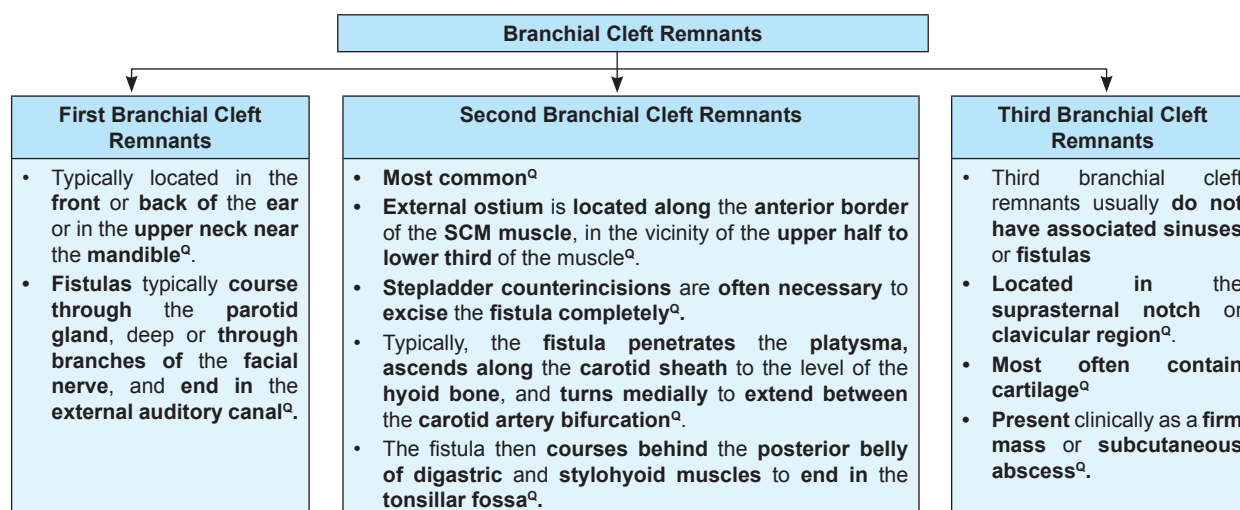 Branchial Cleft Remnants
First Branchial Cleft
Remnants
• Typically located in the
front or back of the ear
or in the upper neck near
the mandibleQ.
• Fistulas typically course
through the parotid
gland, deep or through
branches of the facial
nerve, and end in the
external auditory canalQ.
Second Branchial Cleft Remnants
• Most commonQ
• External ostium is located along the anterior border
of the SCM muscle, in the vicinity of the upper half to
lower third of the muscleQ.
• Stepladder counterincisions are often necessary to
excise the fistula completelyQ.
• Typically, the fistula penetrates the platysma,
ascends along the carotid sheath to the level of the
hyoid bone, and turns medially to extend between
the carotid artery bifurcationQ.
• The fistula then courses behind the posterior belly
of digastric and stylohyoid muscles to end in the
tonsillar fossaQ.
Third Branchial Cleft
Remnants
• Third branchial cleft
remnants usually do not
have associated sinuses
or fistulas
• Located in the
suprasternal notch or
clavicular regionQ.
• Most often contain
cartilageQ
• Present clinically as a firm
mass or subcutaneous
abscessQ.